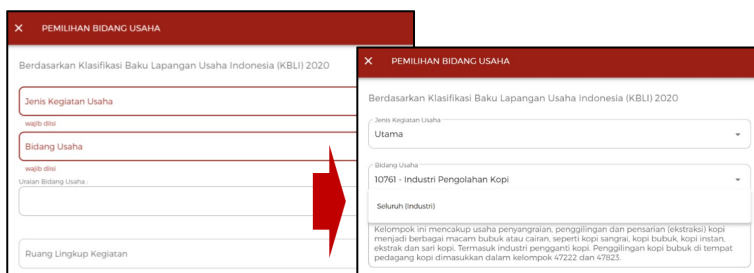 × PEMILIHAN BIDANG USAHA
Berdasarkan Klasifikasi Baku Lapangan Usaha Indonesia (KBLI) 2020
Jenis Kegiatan Usaha
wajib diisi
Bidang Usaha
wajib diisi
Uraian Bidang Usaha :
Ruang Lingkup Kegiatan
× PEMILIHAN BIDANG USAHA
Berdasarkan Klasifikasi Baku Lapangan Usaha Indonesia (KBLI) 2020
Jenis Kegiatan Usaha
Utama
Bidang Usaha
10761 - Industri Pengolahan Kopi
Seluruh (Industri)
Kelompok ini mencakup usaha penyangraian, penggilingan dan pensarian (ekstraksi) kopi
menjadi berbagai macam bubuk atau cairan, seperti kopi sangrai, kopi bubuk, kopi instan,
ekstrak dan sari kopi. Termasuk industri pengganti kopi. Penggilingan kopi bubuk di tempat
pedagang kopi dimasukkan dalam kelompok 47222 dan 47823.